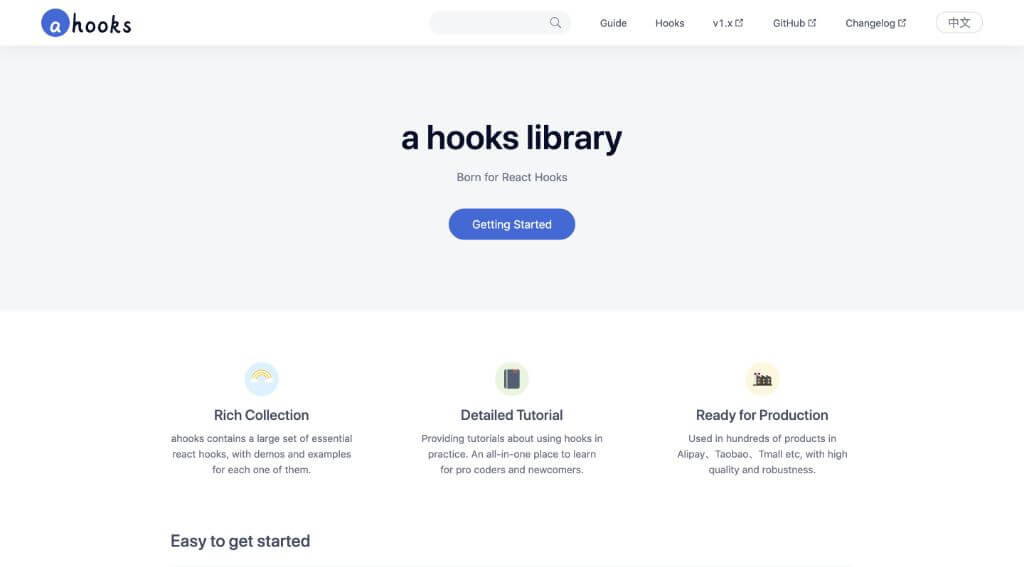 ahooks
Guide
Hooks
v1.x
GitHub
Changelog
中文
a hooks library
Born for React Hooks
Getting Started
Rich Collection
ahooks contains a large set of essential
react hooks, with demos and examples
for each one of them.
Detailed Tutorial
Providing tutorials about using hooks in
practice. An all-in-one place to learn
for pro coders and newcomers.
Ready for Production
Used in hundreds of products in
Alipay、Taobao、Tmall etc, with high
quality and robustness.
Easy to get started